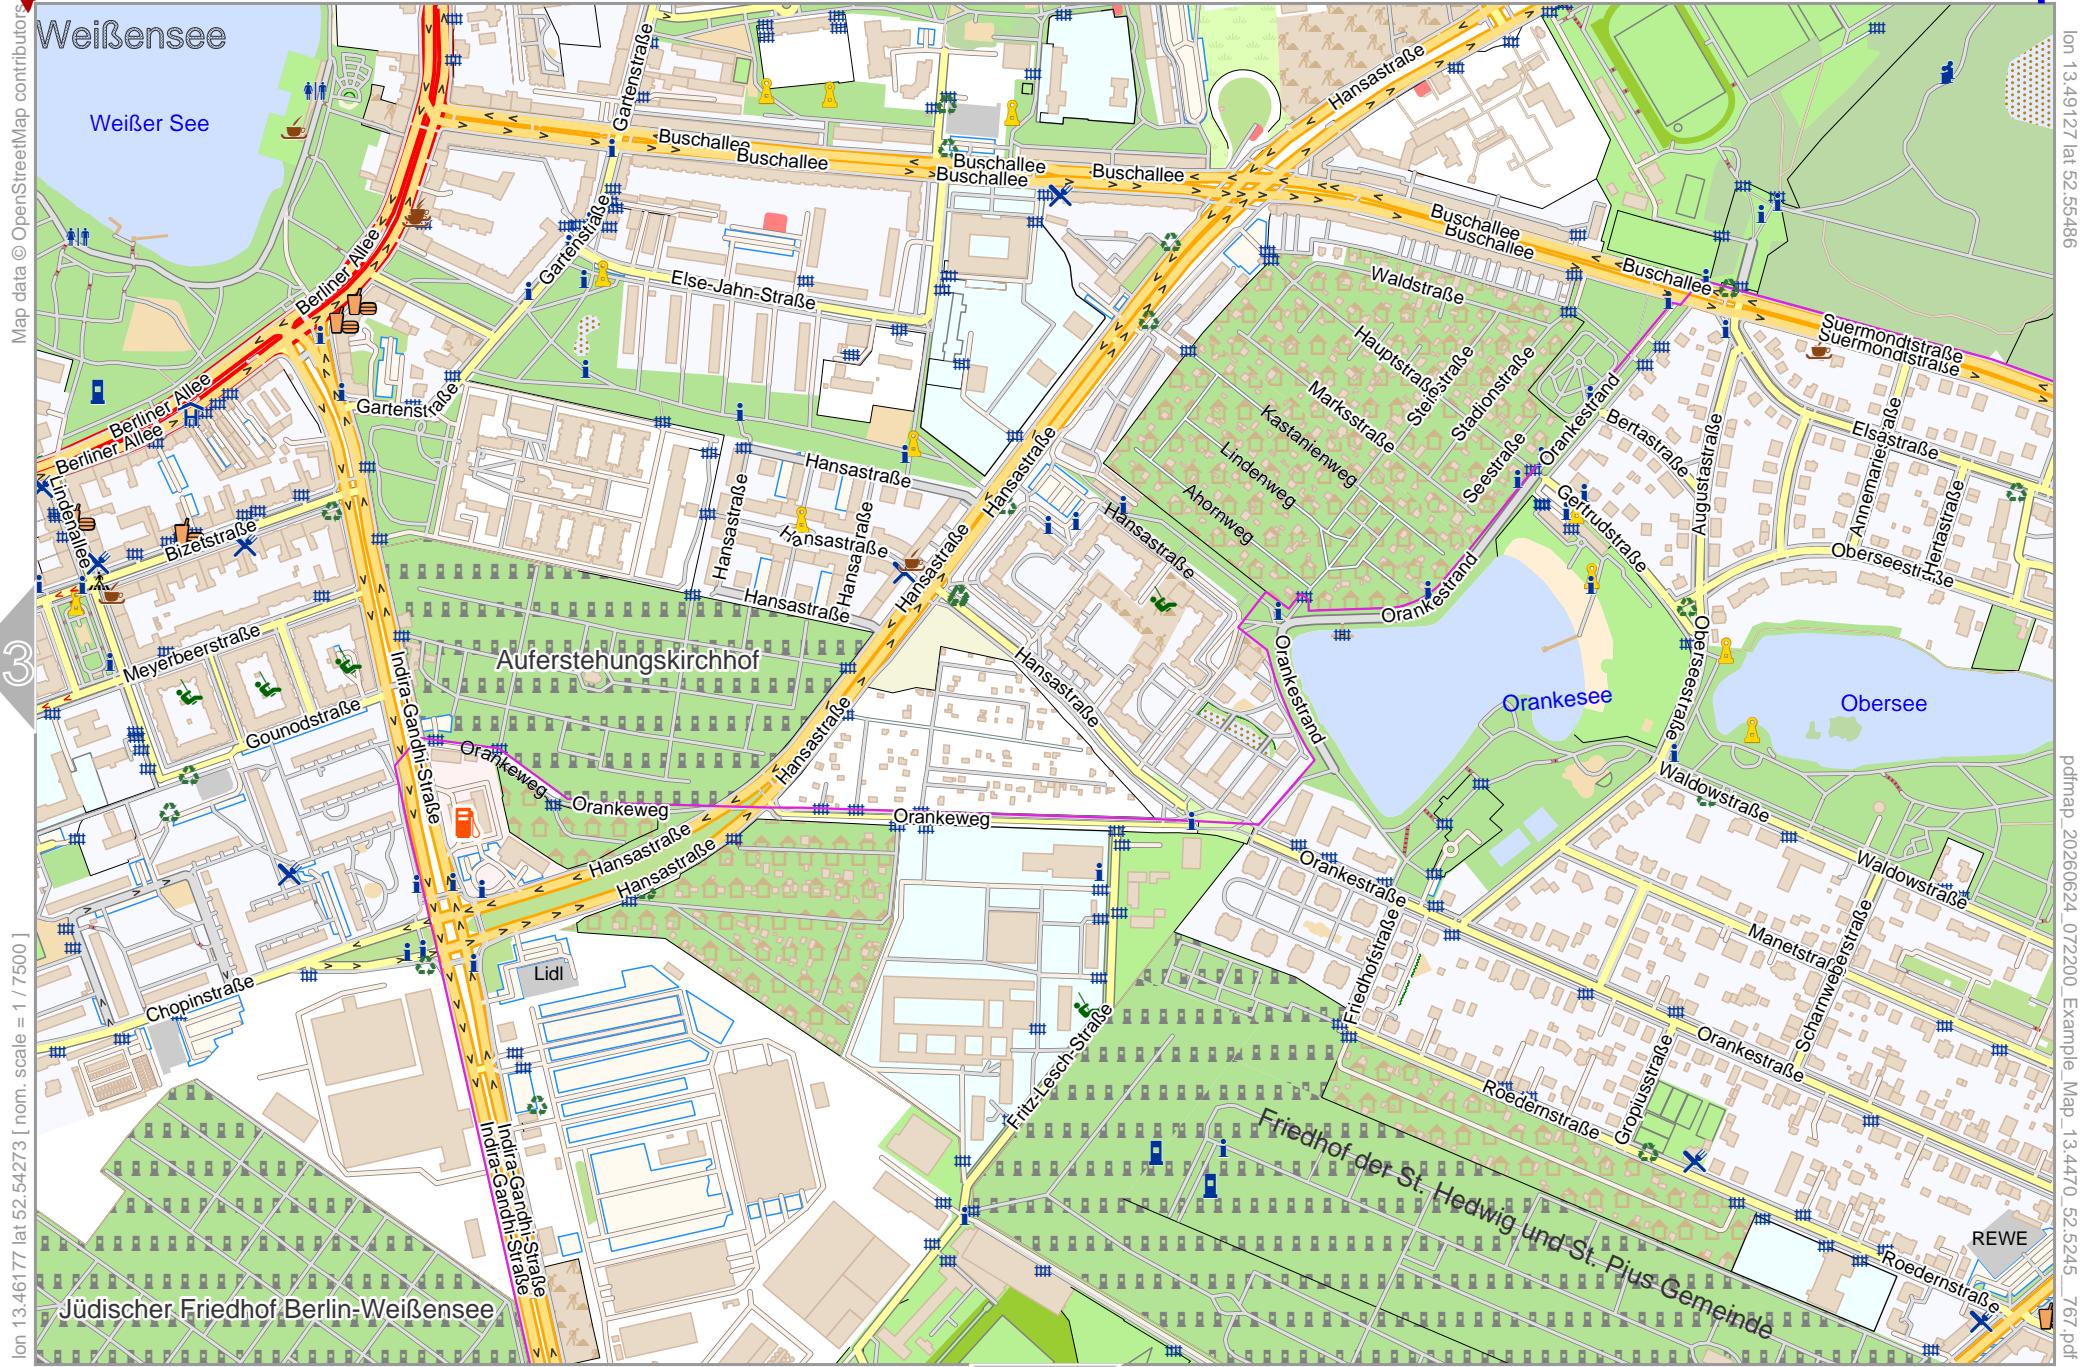 Weißensee
Weißer See
Gartenstraße
Hansastraße
Buschallee
Buschallee
Buschallee
Buschallee
Buschallee
Buschallee
Buschallee
Buschallee
Gartenstraße
Berliner Allee
Else-Jahn-Straße
Waldstraße
Suermondtstraße
Suermondtstraße
Hauptstraße
Steigstraße
Stadionstraße
Marksstraße
Kastanienweg
Lindenweg
Ahornweg
Seestraße
Orankestrand
Bertastraße
Augustastraße
Annemariestraße
Elsastraße
Hertastraße
Gertrudstraße
Oberseestraße
Gartenstraße
Berliner Allee
Berliner Allee
Lindenallee
Bizetstraße
Hansastraße
Hansastraße
Hansastraße
Hansastraße
Hansastraße
Hansastraße
Hansastraße
Hansastraße
Orankestrand
Orankestrand
Meyerbeerstraße
Gounodstraße
Indira-Gandhi-Straße
Auferstehungskirchhof
Hansastraße
Hansastraße
Orankesee
Oberseestraße
Obersee
Orankeweg
Orankeweg
Orankeweg
Hansastraße
Hansastraße
Waldowstraße
Waldowstraße
Orankestraße
Friedhofstraße
Manetstraße
Scharnweberstraße
Lidl
Chopinstraße
Fritz-Lesch-Straße
Orankestraße
Gropiusstraße
Roedernstraße
Friedhof der St. Hedwig und St. Pius Gemeinde
Indira-Gandhi-Straße
Indira-Gandhi-Straße
Jüdischer Friedhof Berlin-Weißensee
REWE
Roedernstraße
3
Map data © OpenStreetMap contributors
lon 13.46177 lat 52.54273 [ nom. scale = 1 / 7500 ]
lon 13.49127 lat 52.55486
pdfmap_20260624_072200_Example_Map_13.4470_52.5245__767.pdf